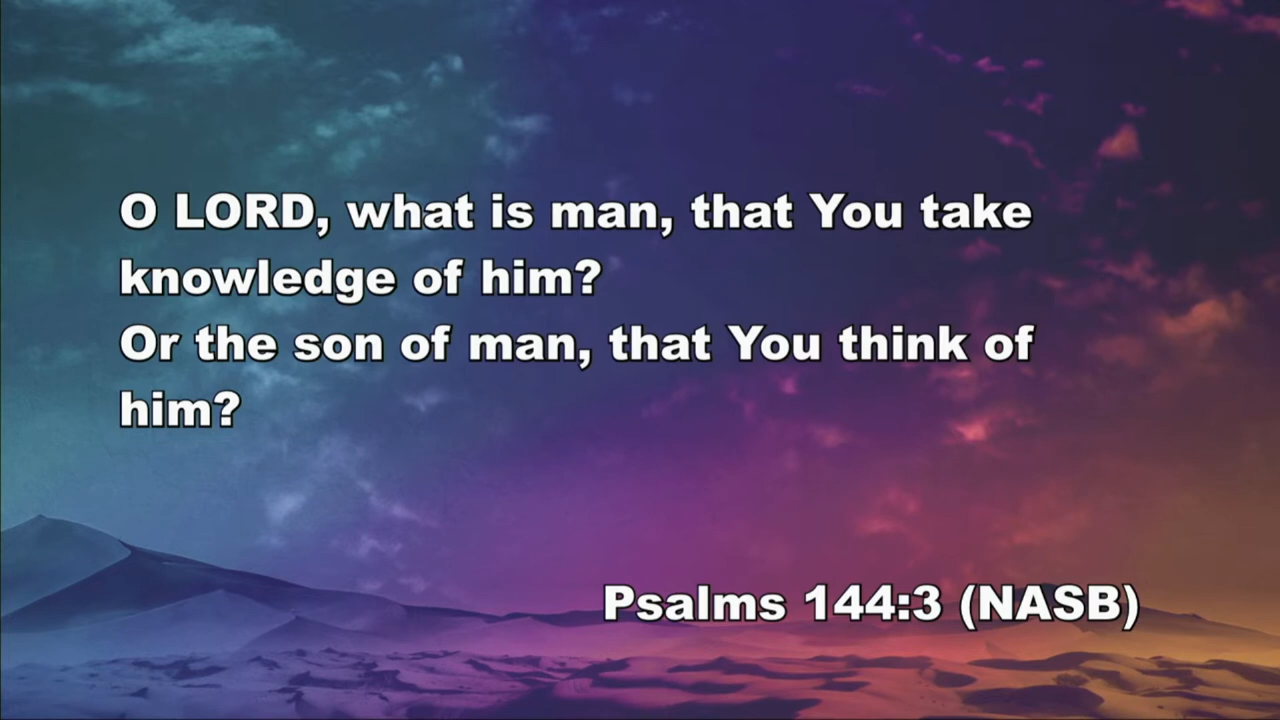 O LORD, what is man, that You take
knowledge of him?
Or the son of man, that You think of
him?
Psalms 144:3 (NASB)